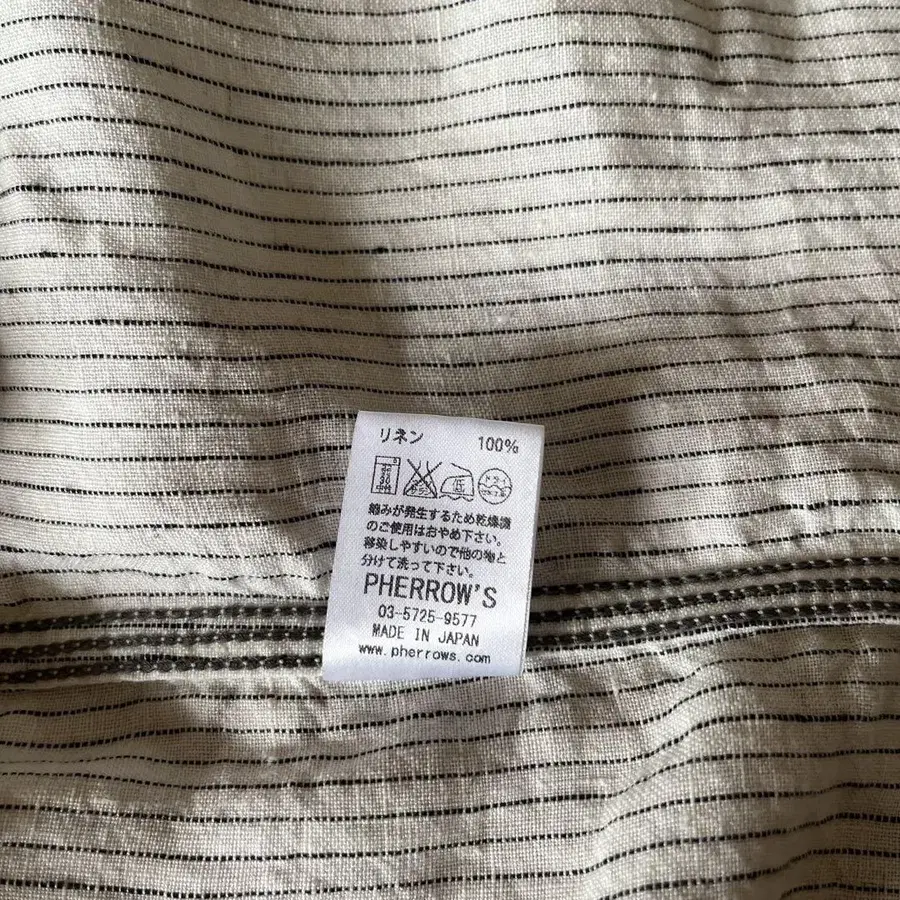 リネン 100%
縮みが発生するため乾燥機
のご使用はおやめ下さい。
移染しやすいので他の物と
分けて洗って下さい。
PHERROW'S
03-5725-9577
MADE IN JAPAN
www.pherrows.com